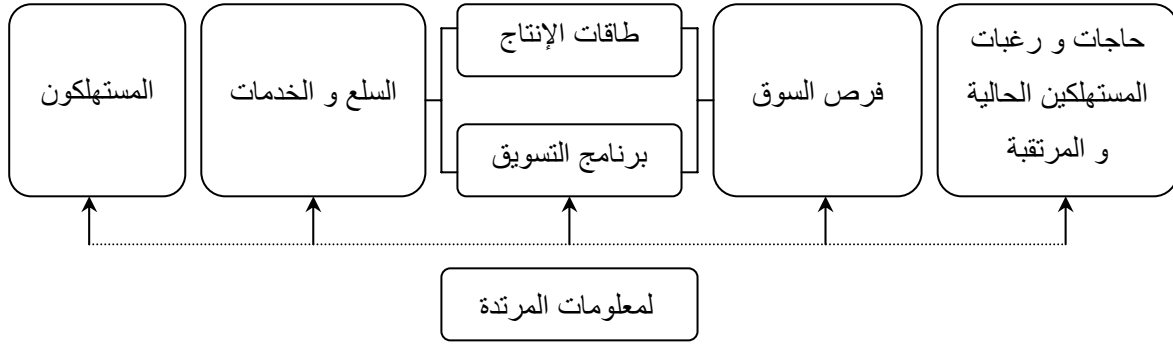 حاجات و رغبات
المستهلكين الحالية
و المرتقبة
فرص السوق
طاقات الإنتاج
برنامج التسويق
السلع و الخدمات
المستهلكون
لمعلومات المرتدة